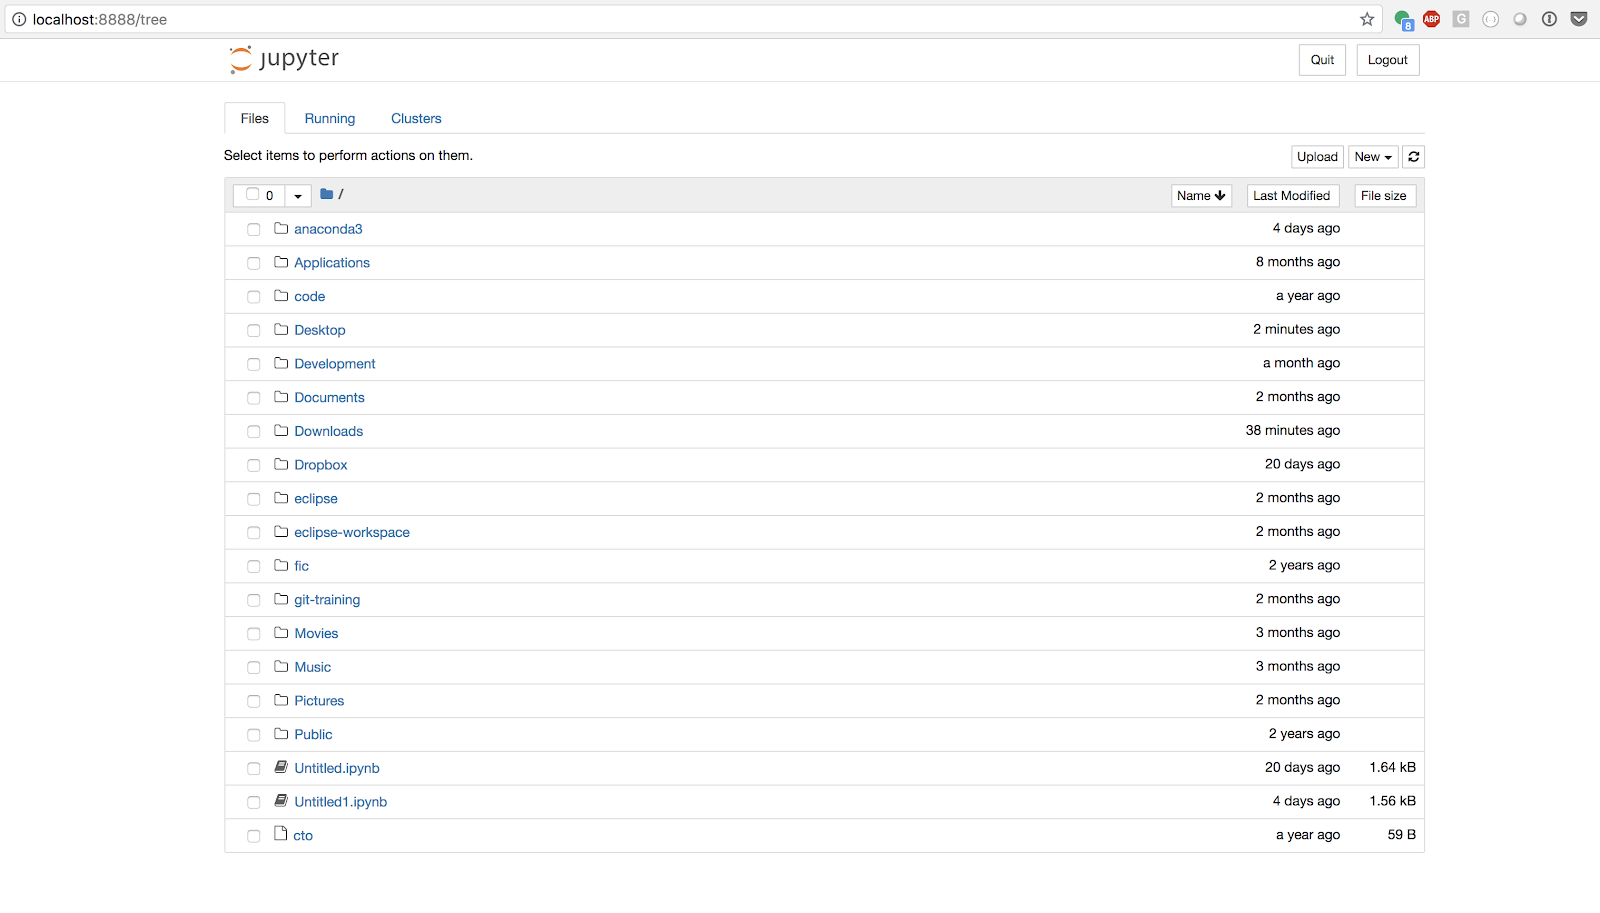 localhost:8888/tree
8
ABP
G
jupyter
Quit
Logout
Files
Running
Clusters
Select items to perform actions on them.
Upload
New
0
/
Name
Last Modified
File size
anaconda3 4 days ago
Applications 8 months ago
code a year ago
Desktop 2 minutes ago
Development a month ago
Documents 2 months ago
Downloads 38 minutes ago
Dropbox 20 days ago
eclipse 2 months ago
eclipse-workspace 2 months ago
fic 2 years ago
git-training 2 months ago
Movies 3 months ago
Music 3 months ago
Pictures 2 months ago
Public 2 years ago
Untitled.ipynb 20 days ago 1.64 kB
Untitled1.ipynb 4 days ago 1.56 kB
cto a year ago 59 B